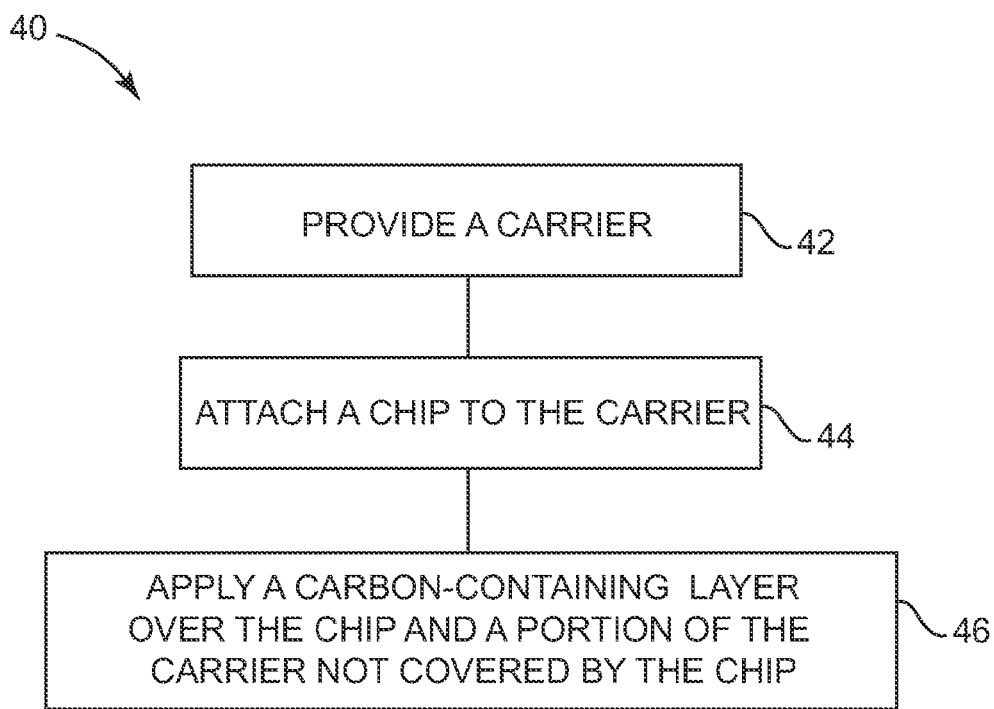 40
PROVIDE A CARRIER
42
ATTACH A CHIP TO THE CARRIER
44
APPLY A CARBON-CONTAINING LAYER
OVER THE CHIP AND A PORTION OF THE
CARRIER NOT COVERED BY THE CHIP
46